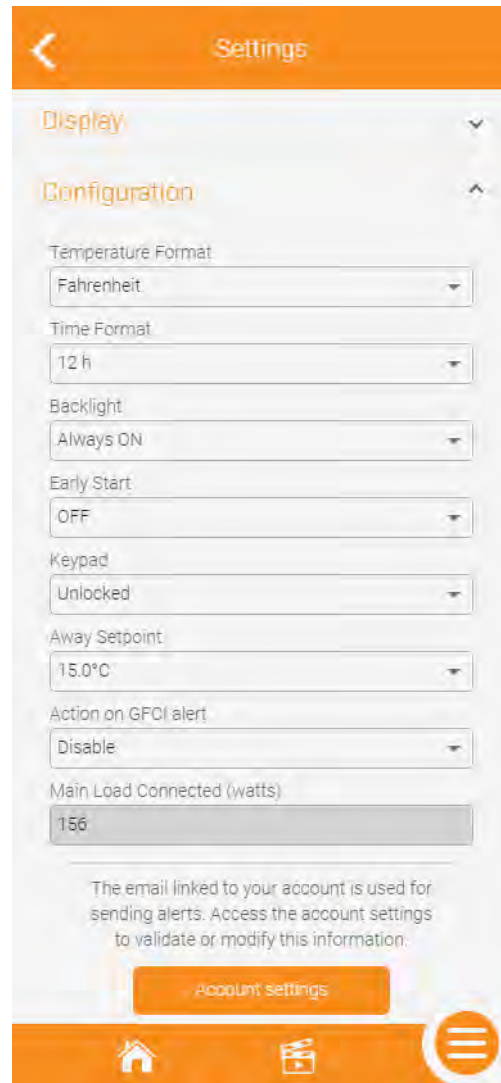 Settings
Display
Configuration
Temperature Format
Fahrenheit
Time Format
12 h
Backlight
Always ON
Early Start
OFF
Keypad
Unlocked
Away Setpoint
15.0°C
Action on GFCI alert
Disable
Main Load Connected (watts)
156
The email linked to your account is used for
sending alerts. Access the account settings
to validate or modify this information.
Account settings